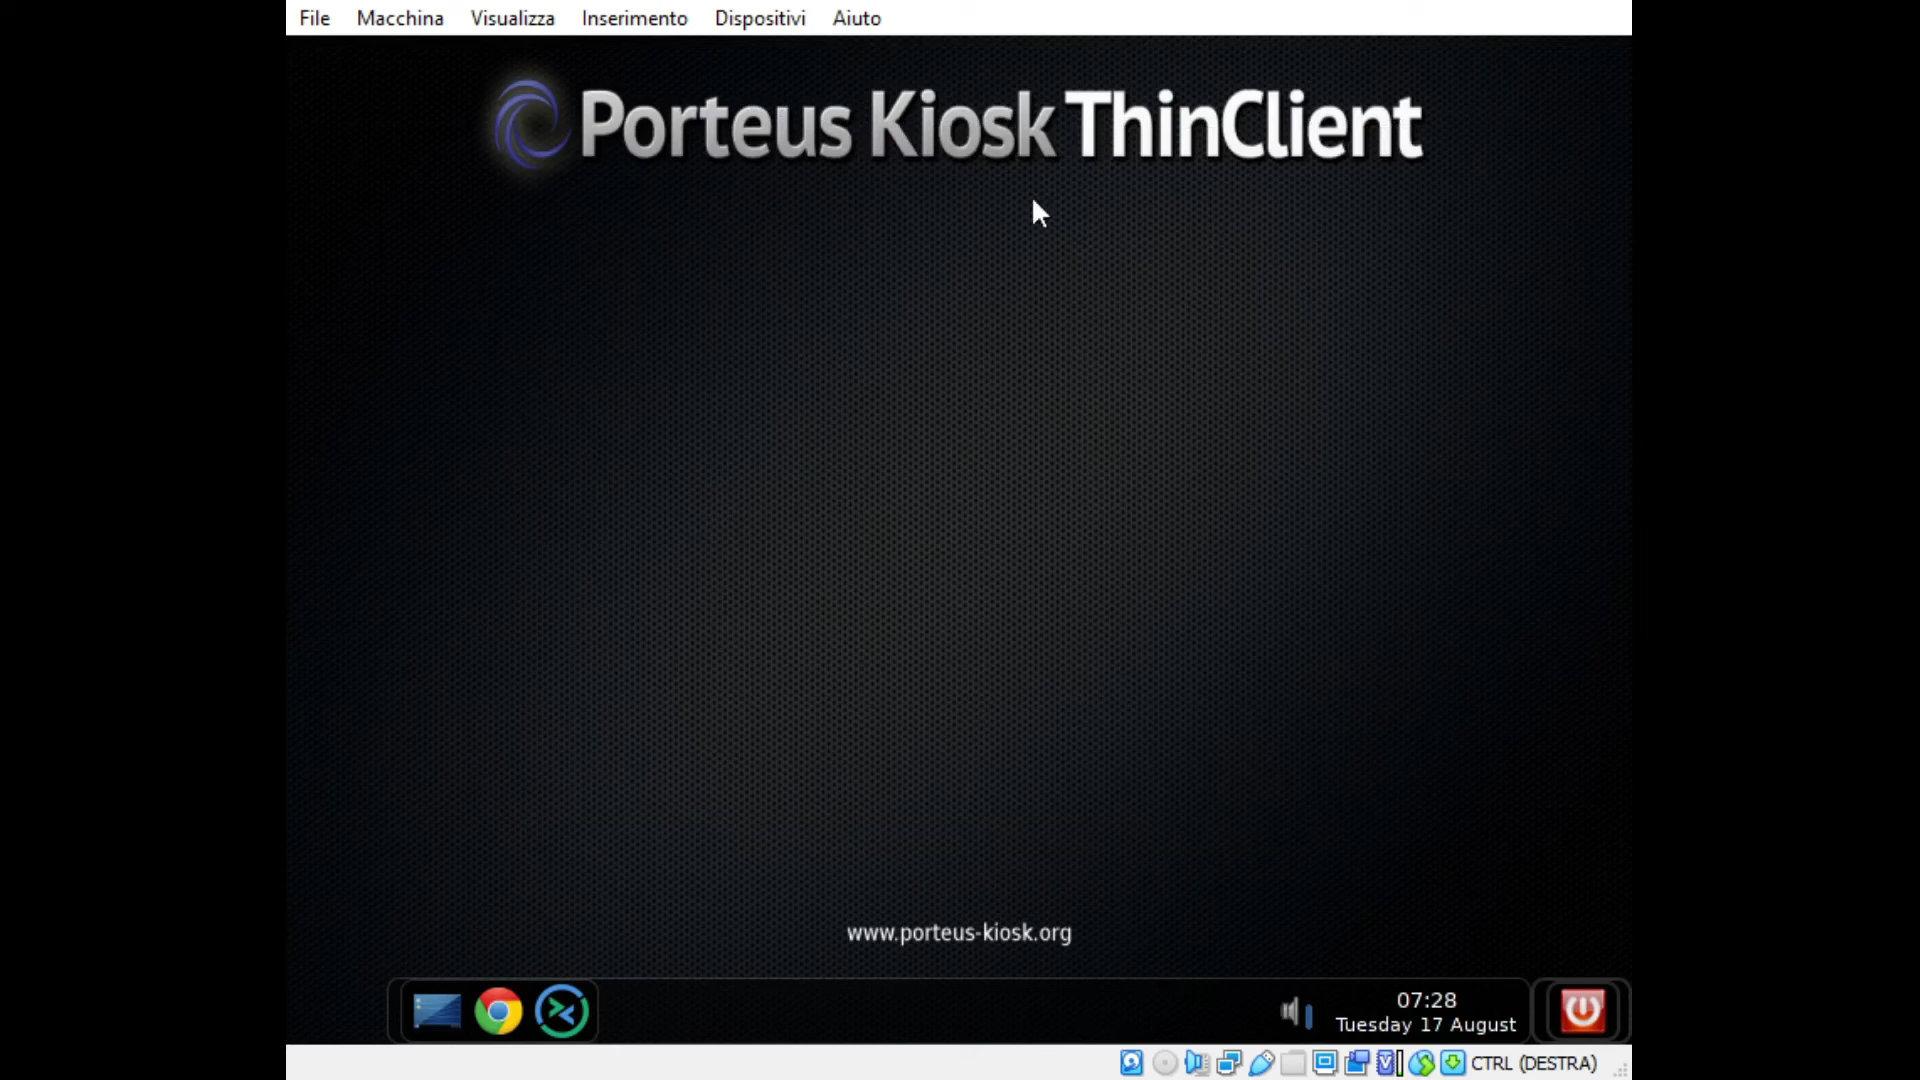 File Macchina Visualizza Inserimento Dispositivi Aiuto
Porteus Kiosk ThinClient
www.porteus-kiosk.org
07:28
Tuesday 17 August
CTRL (DESTRA)